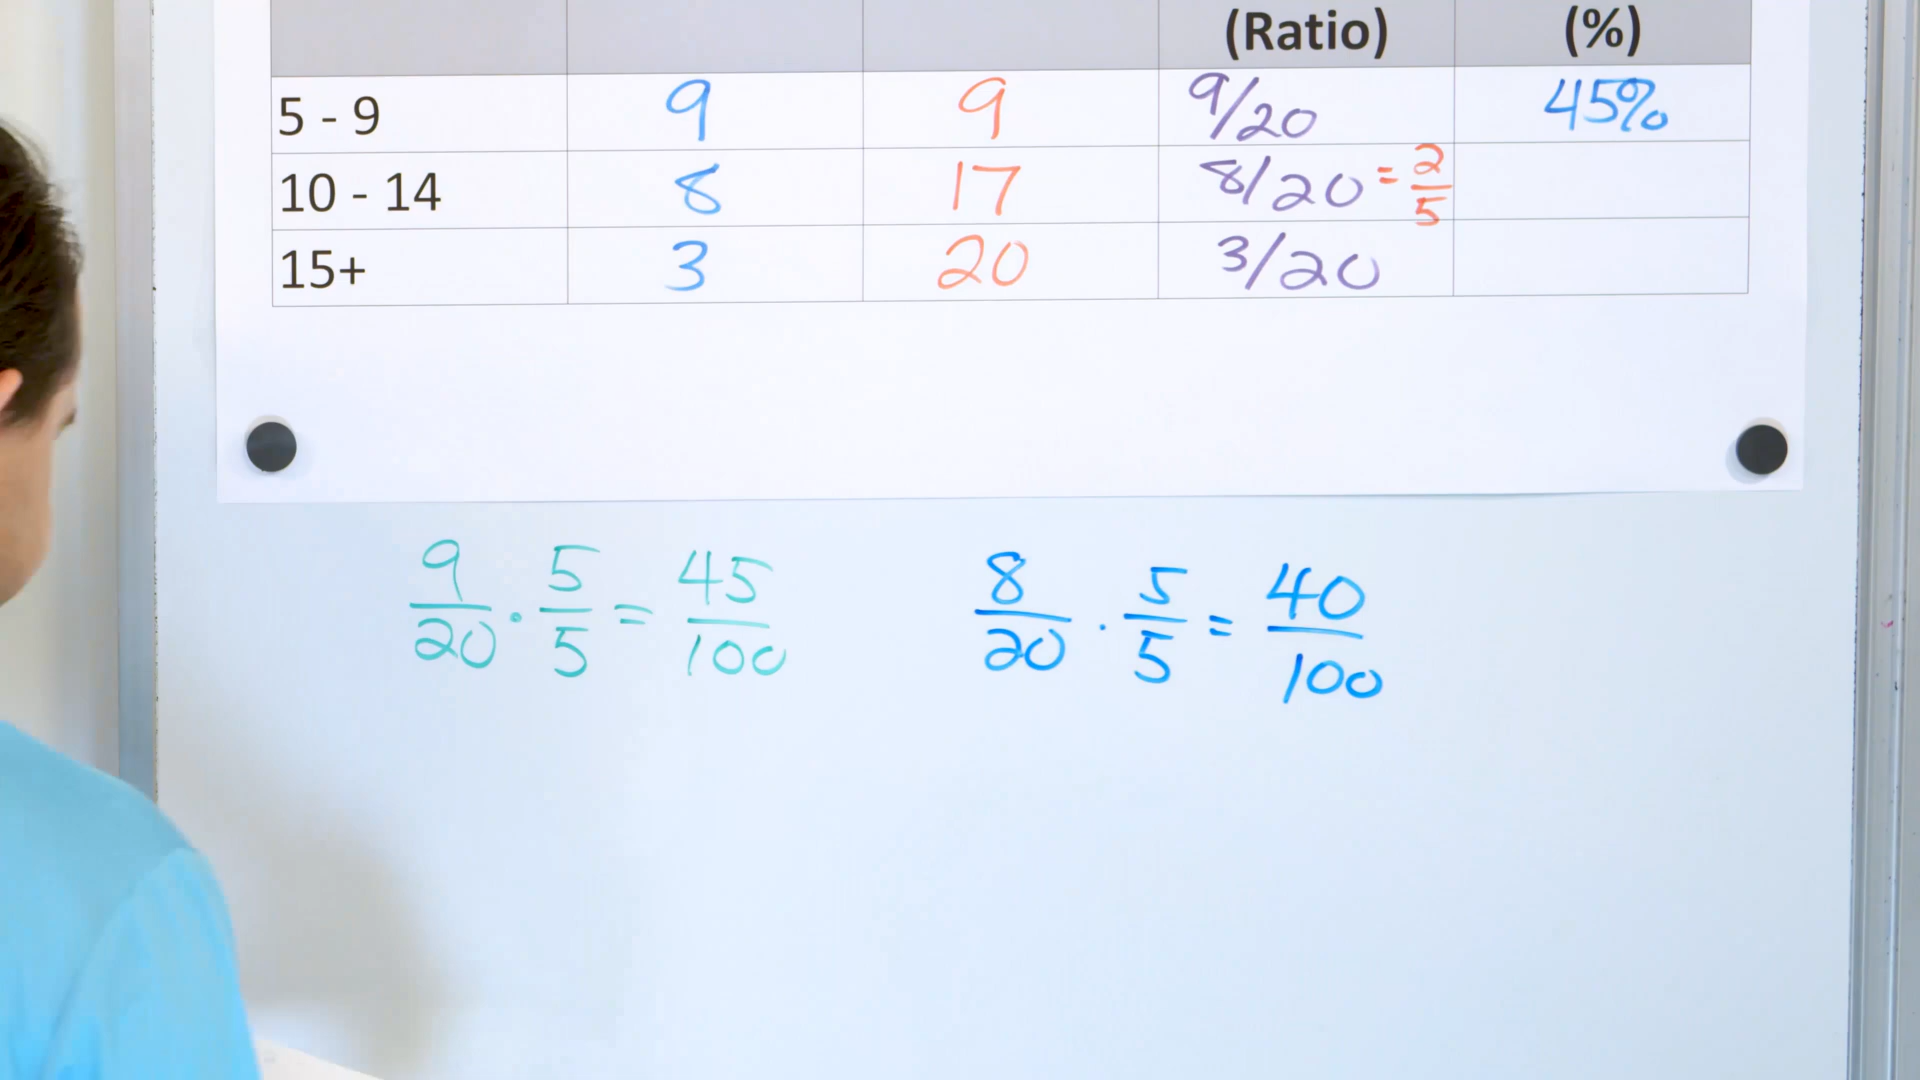 (Ratio) (%)
5 - 9 9 9 9/20 45%
10 - 14 8 17 8/20 = 2/5
15+ 3 20 3/20
9/20 · 5/5 = 45/100 8/20 · 5/5 = 40/100